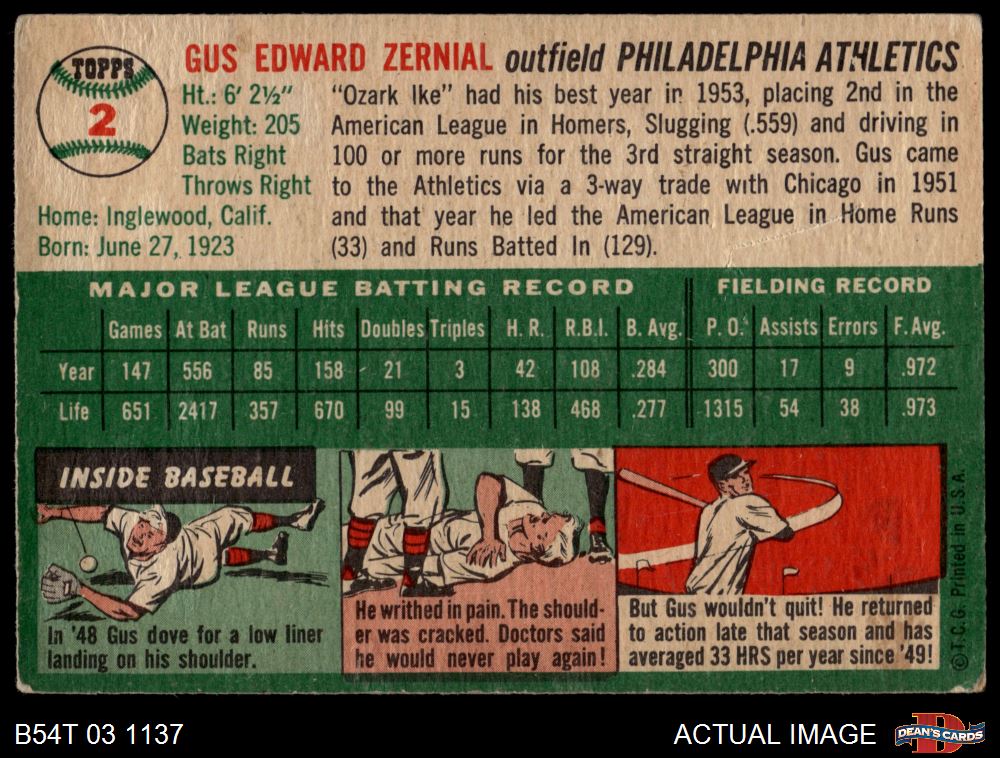 TOPPS
2
GUS EDWARD ZERNIAL outfield PHILADELPHIA ATHLETICS
Ht.: 6' 2½"
Weight: 205
Bats Right
Throws Right
Home: Inglewood, Calif.
Born: June 27, 1923
"Ozark Ike" had his best year in 1953, placing 2nd in the
American League in Homers, Slugging (.559) and driving in
100 or more runs for the 3rd straight season. Gus came
to the Athletics via a 3-way trade with Chicago in 1951
and that year he led the American League in Home Runs
(33) and Runs Batted In (129).
MAJOR LEAGUE BATTING RECORD FIELDING RECORD
Games At Bat Runs Hits Doubles Triples H. R. R.B.I. B. Avg. P. O. Assists Errors F. Avg.
Year 147 556 85 158 21 3 42 108 .284 300 17 9 .972
Life 651 2417 357 670 99 15 138 468 .277 1315 54 38 .973
INSIDE BASEBALL
In '48 Gus dove for a low liner
landing on his shoulder.
He writhed in pain. The should-
er was cracked. Doctors said
he would never play again!
But Gus wouldn't quit! He returned
to action late that season and has
averaged 33 HRS per year since '49!
© T.C.G. Printed in U.S.A.
B54T 03 1137
ACTUAL IMAGE
DEAN'S CARDS